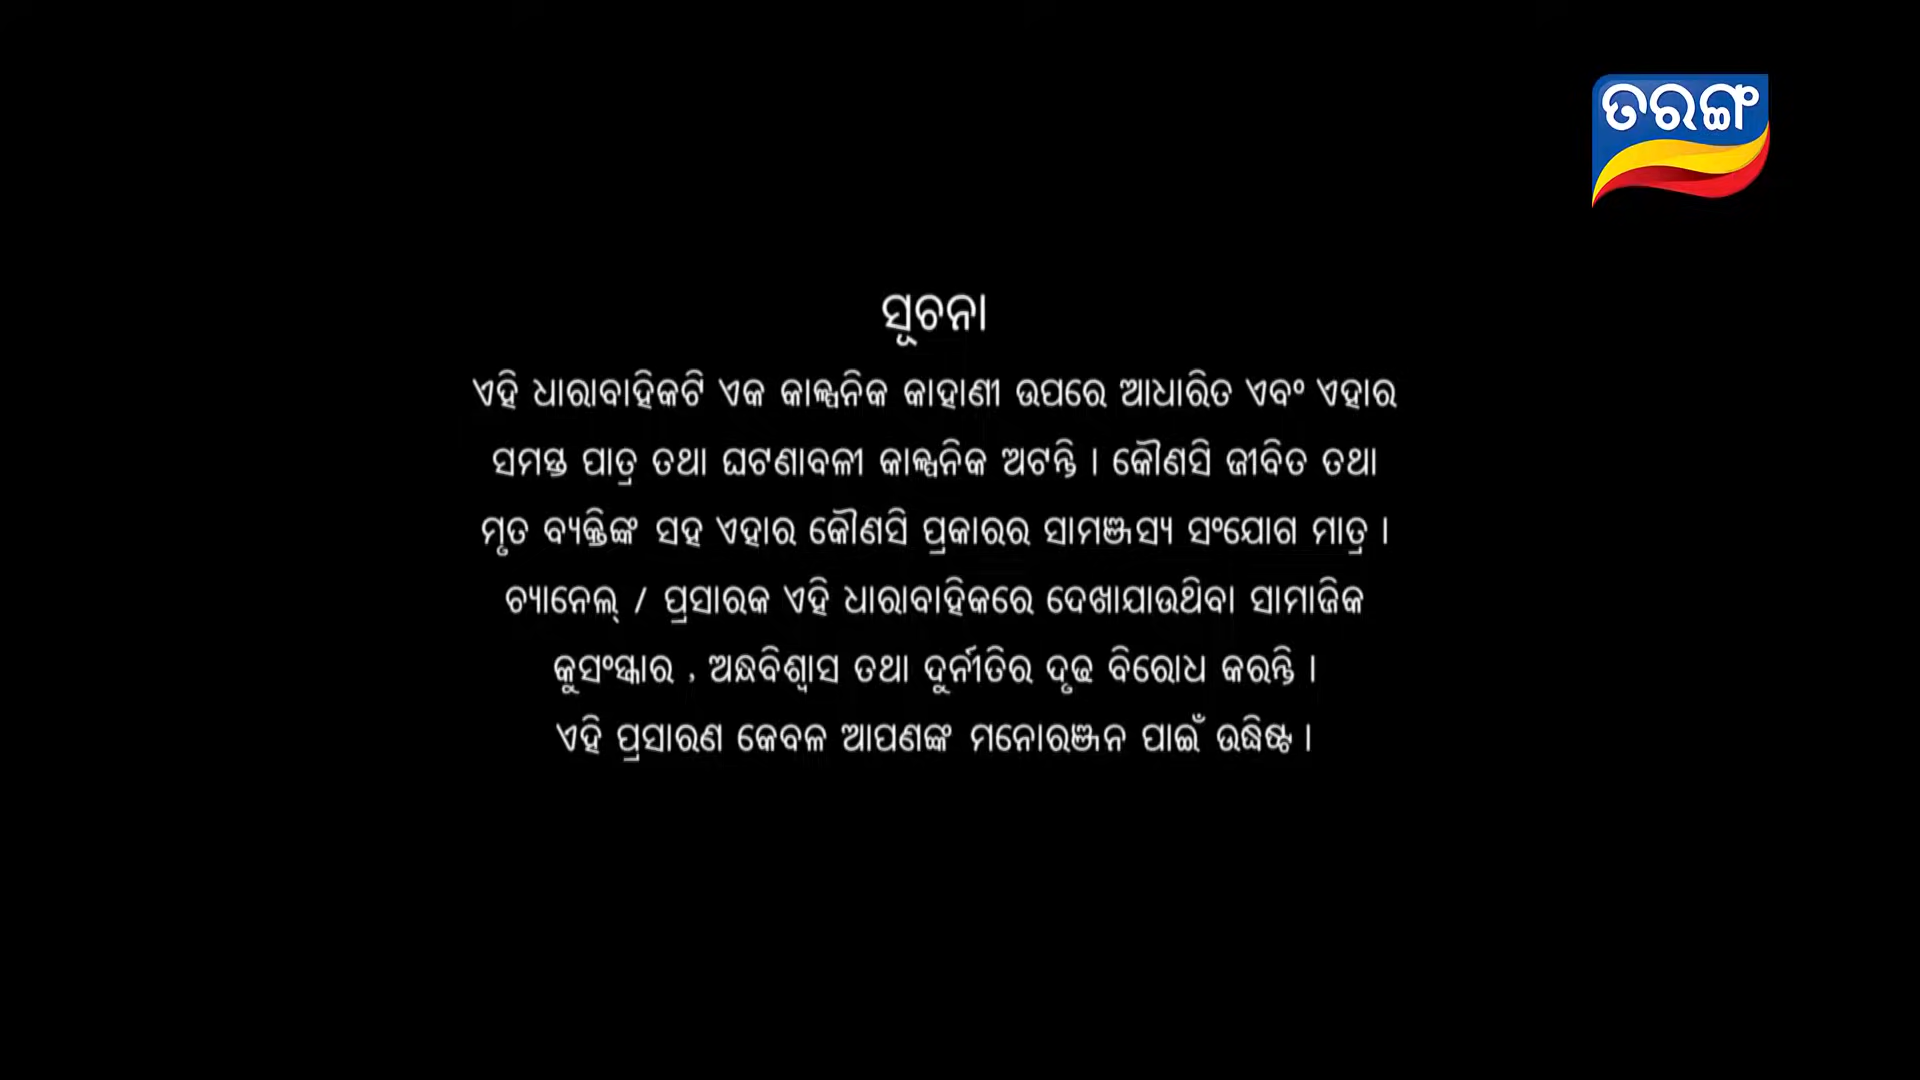 ତରଙ୍ଗ
ସୂଚନା
ଏହି ଧାରାବାହିକଟି ଏକ କାଳ୍ପନିକ କାହାଣୀ ଉପରେ ଆଧାରିତ ଏବଂ ଏହାର
ସମସ୍ତ ପାତ୍ର ତଥା ଘଟଣାବଳୀ କାଳ୍ପନିକ ଅଟନ୍ତି । କୌଣସି ଜୀବିତ ତଥା
ମୃତ ବ୍ୟକ୍ତିଙ୍କ ସହ ଏହାର କୌଣସି ପ୍ରକାରର ସାମଞ୍ଜସ୍ୟ ସଂଯୋଗ ମାତ୍ର ।
ଚ୍ୟାନେଲ୍ / ପ୍ରସାରକ ଏହି ଧାରାବାହିକରେ ଦେଖାଯାଉଥିବା ସାମାଜିକ
କୁସଂସ୍କାର , ଅନ୍ଧବିଶ୍ୱାସ ତଥା ଦୁର୍ନୀତିର ଦୃଢ ବିରୋଧ କରନ୍ତି ।
ଏହି ପ୍ରସାରଣ କେବଳ ଆପଣଙ୍କ ମନୋରଞ୍ଜନ ପାଇଁ ଉଦ୍ଧିଷ୍ଟ ।